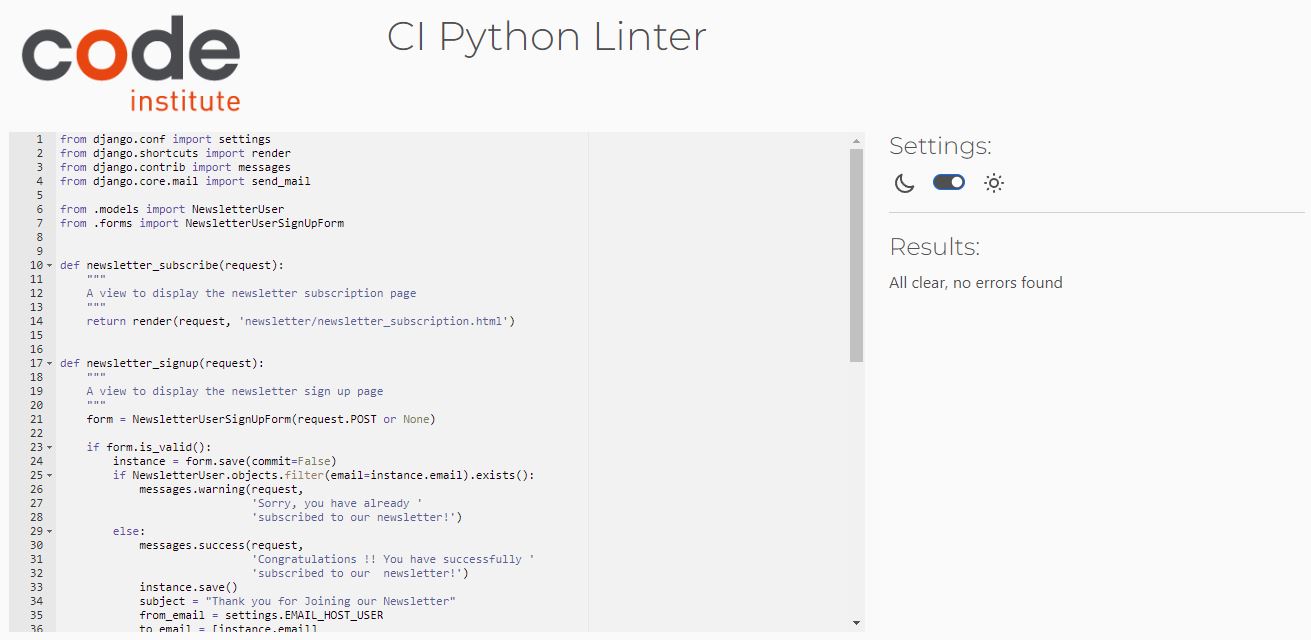 code
institute
CI Python Linter
1 from django.conf import settings
2 from django.shortcuts import render
3 from django.contrib import messages
4 from django.core.mail import send_mail
5
6 from .models import NewsletterUser
7 from .forms import NewsletterUserSignUpForm
8
9
10 def newsletter_subscribe(request):
11     """
12     A view to display the newsletter subscription page
13     """
14     return render(request, 'newsletter/newsletter_subscription.html')
15
16
17 def newsletter_signup(request):
18     """
19     A view to display the newsletter sign up page
20     """
21     form = NewsletterUserSignUpForm(request.POST or None)
22
23     if form.is_valid():
24         instance = form.save(commit=False)
25         if NewsletterUser.objects.filter(email=instance.email).exists():
26             messages.warning(request,
27                              'Sorry, you have already '
28                              'subscribed to our newsletter!')
29         else:
30             messages.success(request,
31                              'Congratulations !! You have successfully '
32                              'subscribed to our  newsletter!')
33             instance.save()
34             subject = "Thank you for Joining our Newsletter"
35             from_email = settings.EMAIL_HOST_USER
36             to_email = [instance.email]
Settings:
Results:
All clear, no errors found